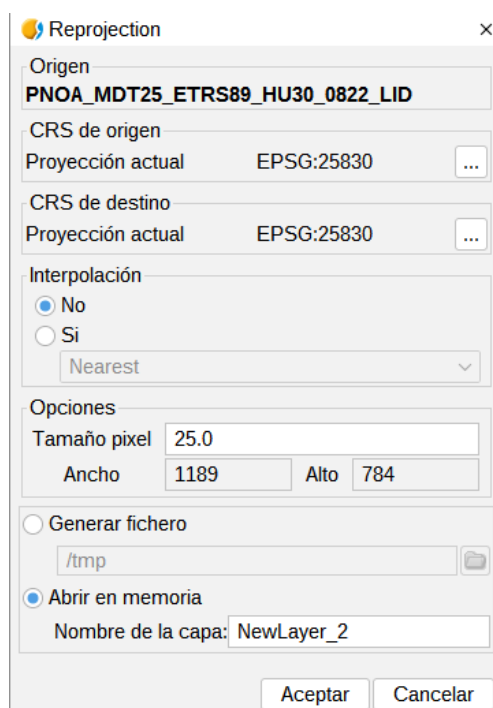 Reprojection
Origen
PNOA_MDT25_ETRS89_HU30_0822_LID
CRS de origen
Proyección actual EPSG:25830 ...
CRS de destino
Proyección actual EPSG:25830 ...
Interpolación
No
Si
Nearest
Opciones
Tamaño pixel 25.0
Ancho 1189 Alto 784
Generar fichero
/tmp
Abrir en memoria
Nombre de la capa: NewLayer_2
Aceptar Cancelar